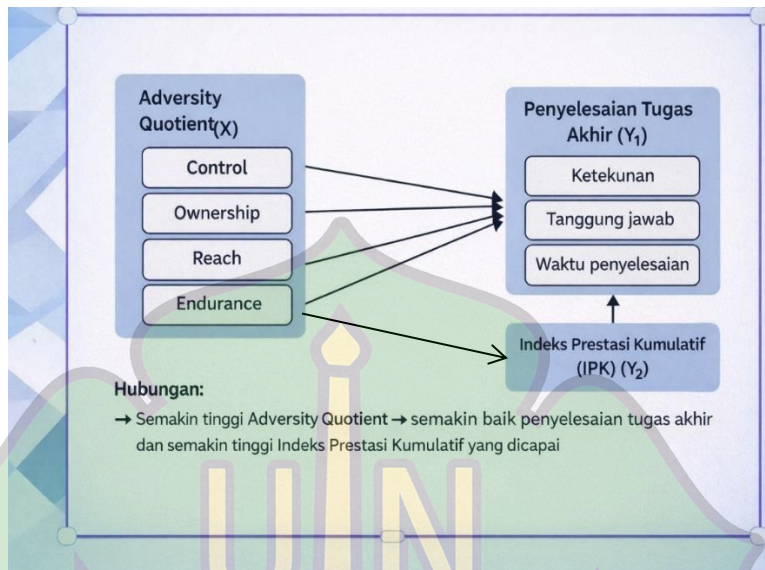 Adversity
Quotient(X)
Control
Ownership
Reach
Endurance
Penyelesaian Tugas
Akhir (Y₁)
Ketekunan
Tanggung jawab
Waktu penyelesaian
Indeks Prestasi Kumulatif
(IPK) (Y₂)
Hubungan:
→ Semakin tinggi Adversity Quotient → semakin baik penyelesaian tugas akhir
dan semakin tinggi Indeks Prestasi Kumulatif yang dicapai
UIN